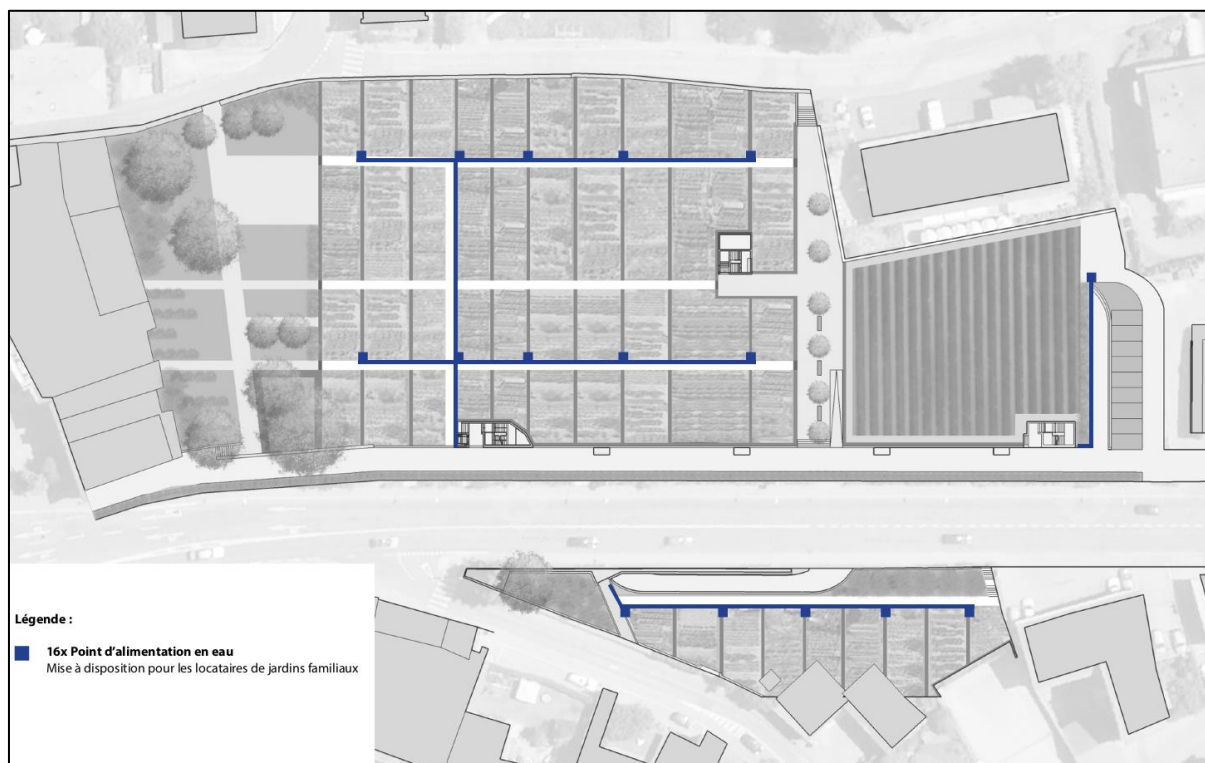 Légende :
16x Point d'alimentation en eau
Mise à disposition pour les locataires de jardins familiaux